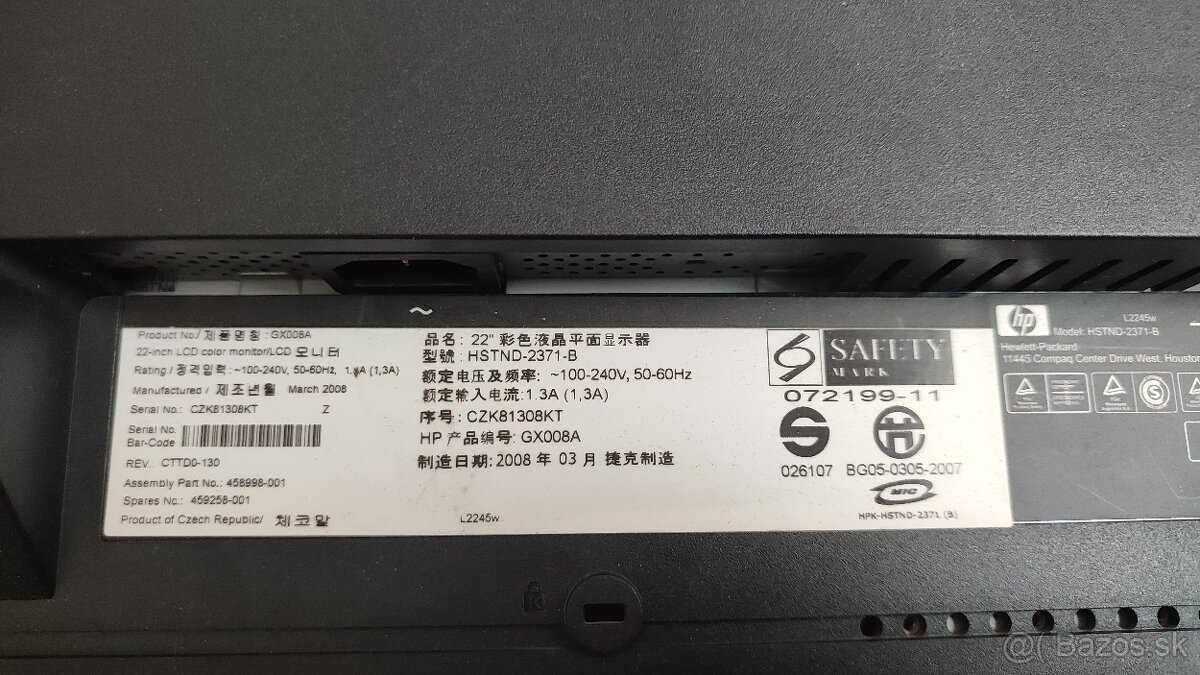 ~
Product No./ 제품명칭 : GX008A
22-inch LCD color monitor/LCD 모니터
Rating / 정격입력 : ~100-240V, 50-60Hz, (1,3A)
Manufactured / 제조년월 March 2008
Serial No.: CZK81308KT Z
Serial No.
Bar-Code
REV.: CTTD0-130
Assembly Part No.: 458998-001
Spares No.: 459258-001
Product of Czech Republic/ 체코말
L2245w
品名: 22" 彩色液晶平面显示器
型號 : HSTND-2371-B
额定电压及频率: ~100-240V, 50-60Hz
额定输入电流:1.3A (1,3A)
序号: CZK81308KT
HP 产品编号: GX008A
制造日期: 2008 年 03 月 捷克制造
SAFETY
MARK
072199-11
S
026107 BG05-0305-2007
MIC
HPK-HSTND-2371 (B)
hp
L2245w
Model: HSTND-2371-B
Hewlett-Packard
11445 Compaq Center Drive West, Houston
S
K
@( Bazos.sk